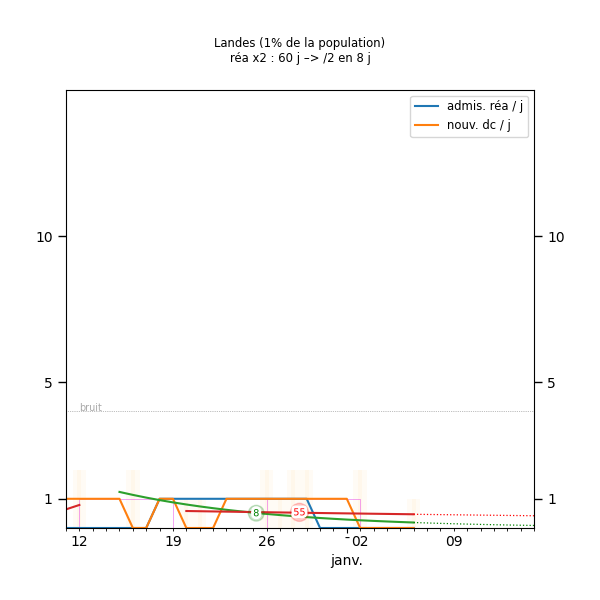 Landes (1% de la population)
réa x2 : 60 j –> /2 en 8 j
admis. réa / j
nouv. dc / j
10
10
5
5
bruit
1
1
8
55
12
19
26
02
09
janv.